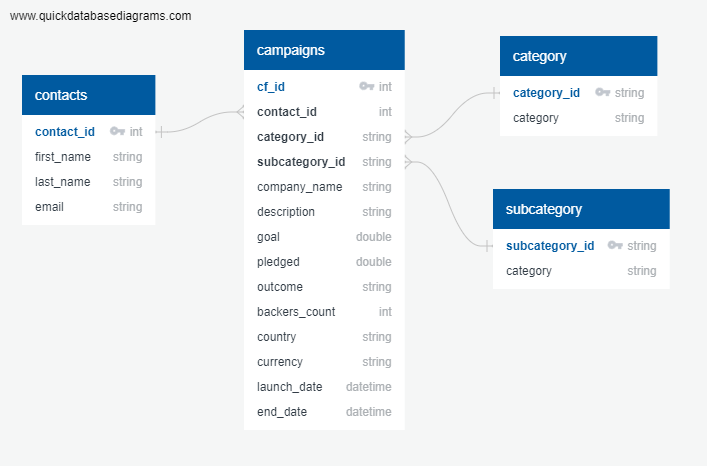 www.quickdatabasediagrams.com
contacts
contact_id int
first_name string
last_name string
email string
campaigns
cf_id int
contact_id int
category_id string
subcategory_id string
company_name string
description string
goal double
pledged double
outcome string
backers_count int
country string
currency string
launch_date datetime
end_date datetime
category
category_id string
category string
subcategory
subcategory_id string
category string